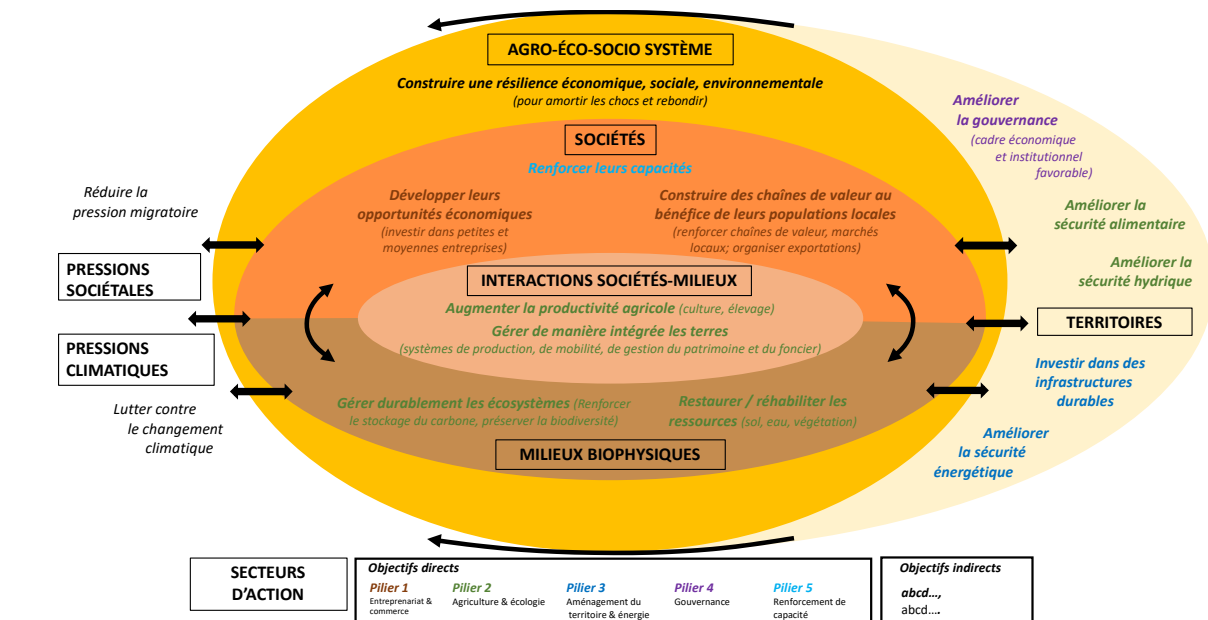 AGRO-ÉCO-SOCIO SYSTÈME
Construire une résilience économique, sociale, environnementale
(pour amortir les chocs et rebondir)
SOCIÉTÉS
Renforcer leurs capacités
Développer leurs
opportunités économiques
(investir dans petites et
moyennes entreprises)
Construire des chaînes de valeur au
bénéfice de leurs populations locales
(renforcer chaînes de valeur, marchés
locaux; organiser exportations)
INTERACTIONS SOCIÉTÉS-MILIEUX
Augmenter la productivité agricole (culture, élevage)
Gérer de manière intégrée les terres
(systèmes de production, de mobilité, de gestion du patrimoine et du foncier)
Gérer durablement les écosystèmes (Renforcer
le stockage du carbone, préserver la biodiversité)
Restaurer / réhabiliter les
ressources (sol, eau, végétation)
MILIEUX BIOPHYSIQUES
Réduire la
pression migratoire
PRESSIONS
SOCIÉTALES
PRESSIONS
CLIMATIQUES
Lutter contre
le changement
climatique
Améliorer
la gouvernance
(cadre économique
et institutionnel
favorable)
Améliorer la
sécurité alimentaire
Améliorer la
sécurité hydrique
TERRITOIRES
Investir dans des
infrastructures
durables
Améliorer
la sécurité
énergétique
SECTEURS
D'ACTION
Objectifs directs
Pilier 1
Entreprenariat &
commerce
Pilier 2
Agriculture & écologie
Pilier 3
Aménagement du
territoire & énergie
Pilier 4
Gouvernance
Pilier 5
Renforcement de
capacité
Objectifs indirects
abcd…,
abcd….